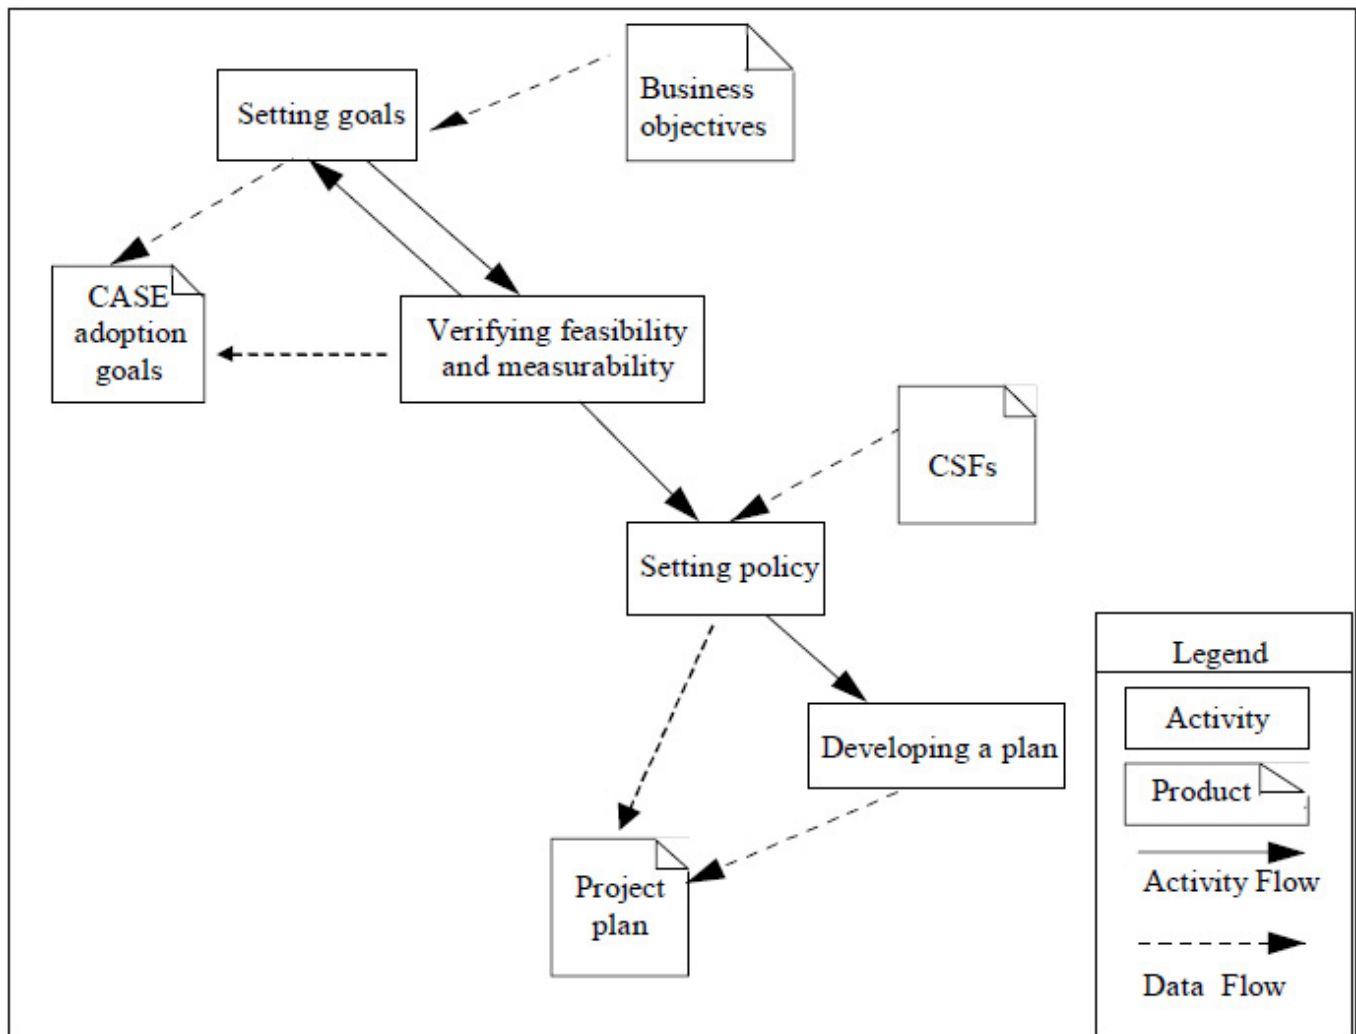 Setting goals
Business
objectives
CASE
adoption
goals
Verifying feasibility
and measurability
CSFs
Setting policy
Developing a plan
Project
plan
Legend
Activity
Product
Activity Flow
Data Flow